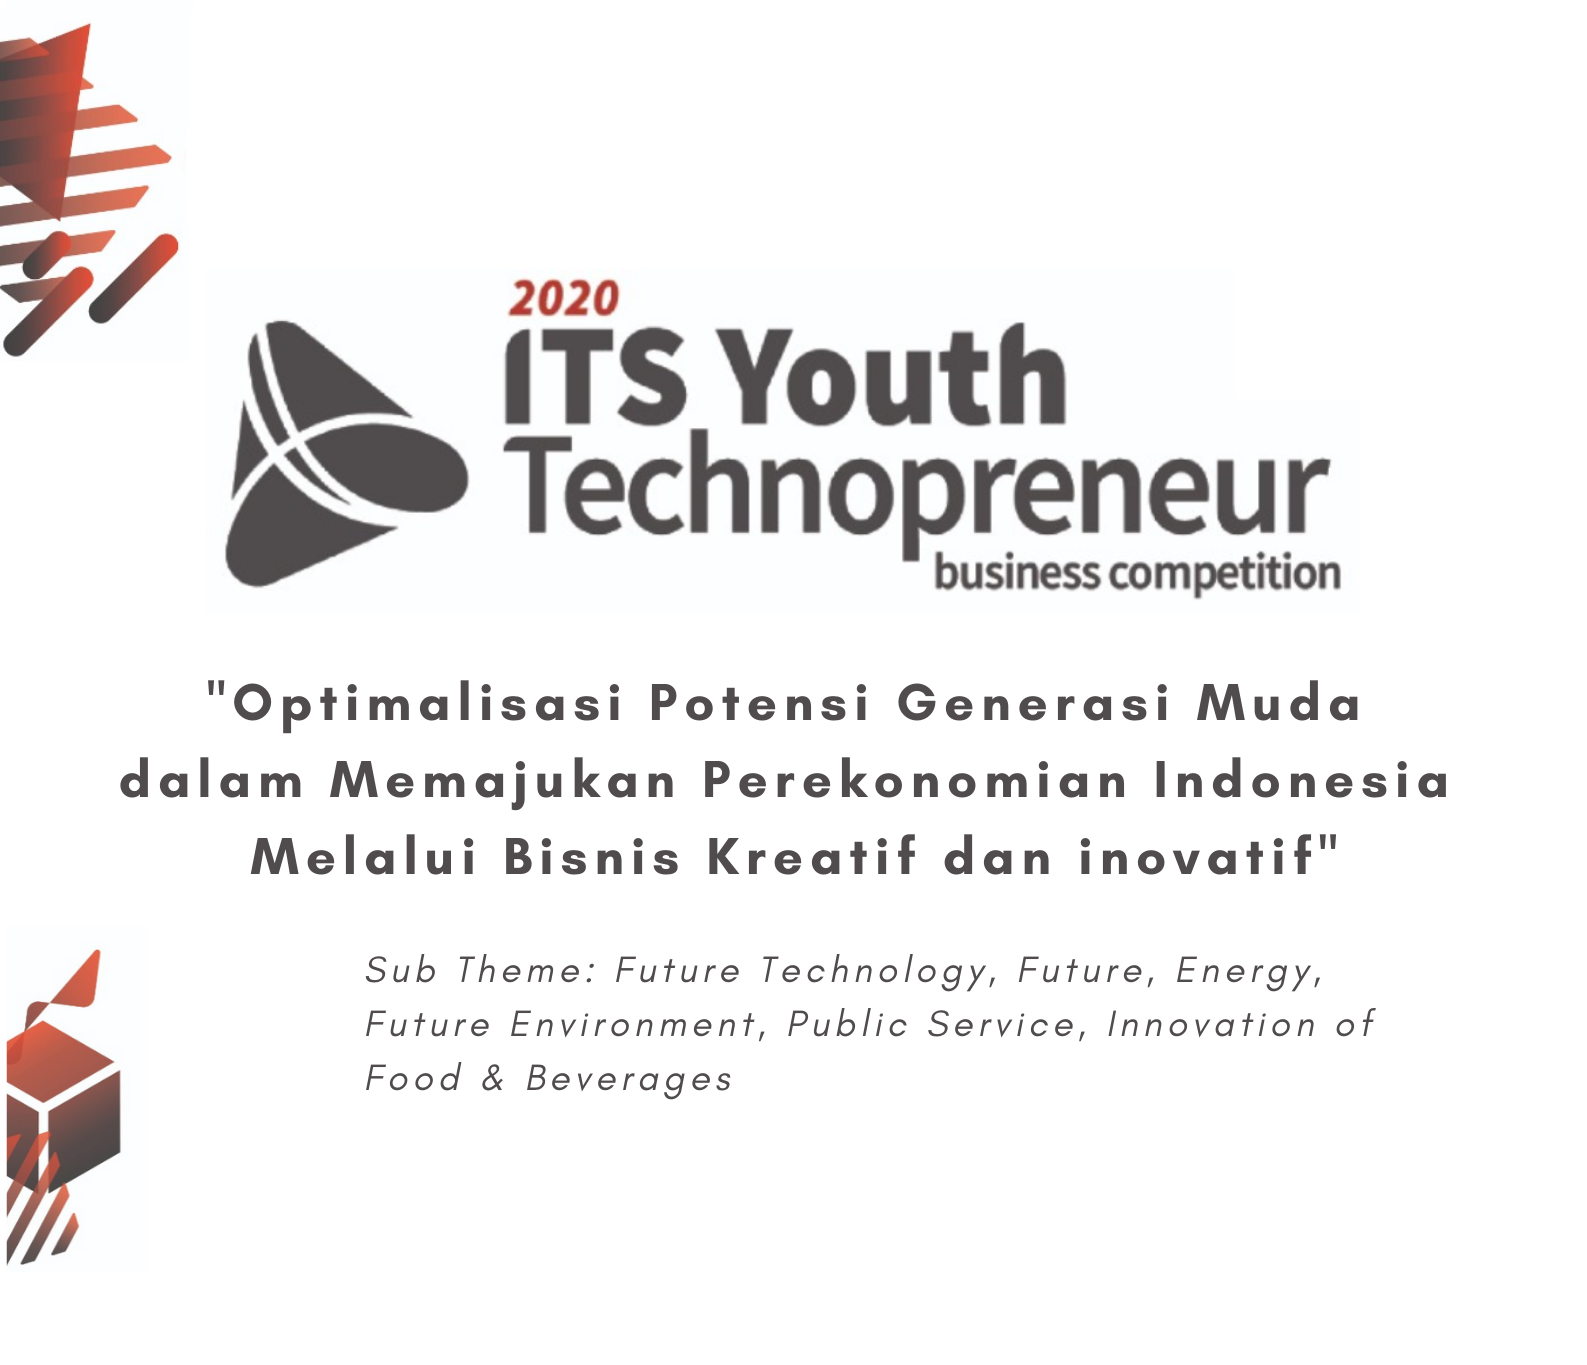 2020
ITS Youth
Technopreneur
business competition
"Optimalisasi Potensi Generasi Muda
dalam Memajukan Perekonomian Indonesia
Melalui Bisnis Kreatif dan inovatif"
Sub Theme: Future Technology, Future, Energy,
Future Environment, Public Service, Innovation of
Food & Beverages